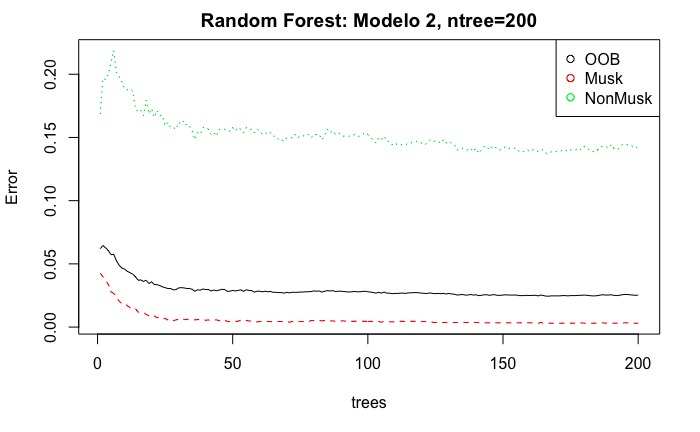 Random Forest: Modelo 2, ntree=200
OOB
Musk
NonMusk
Error
0.20
0.15
0.10
0.05
0.00
0 50 100 150 200
trees